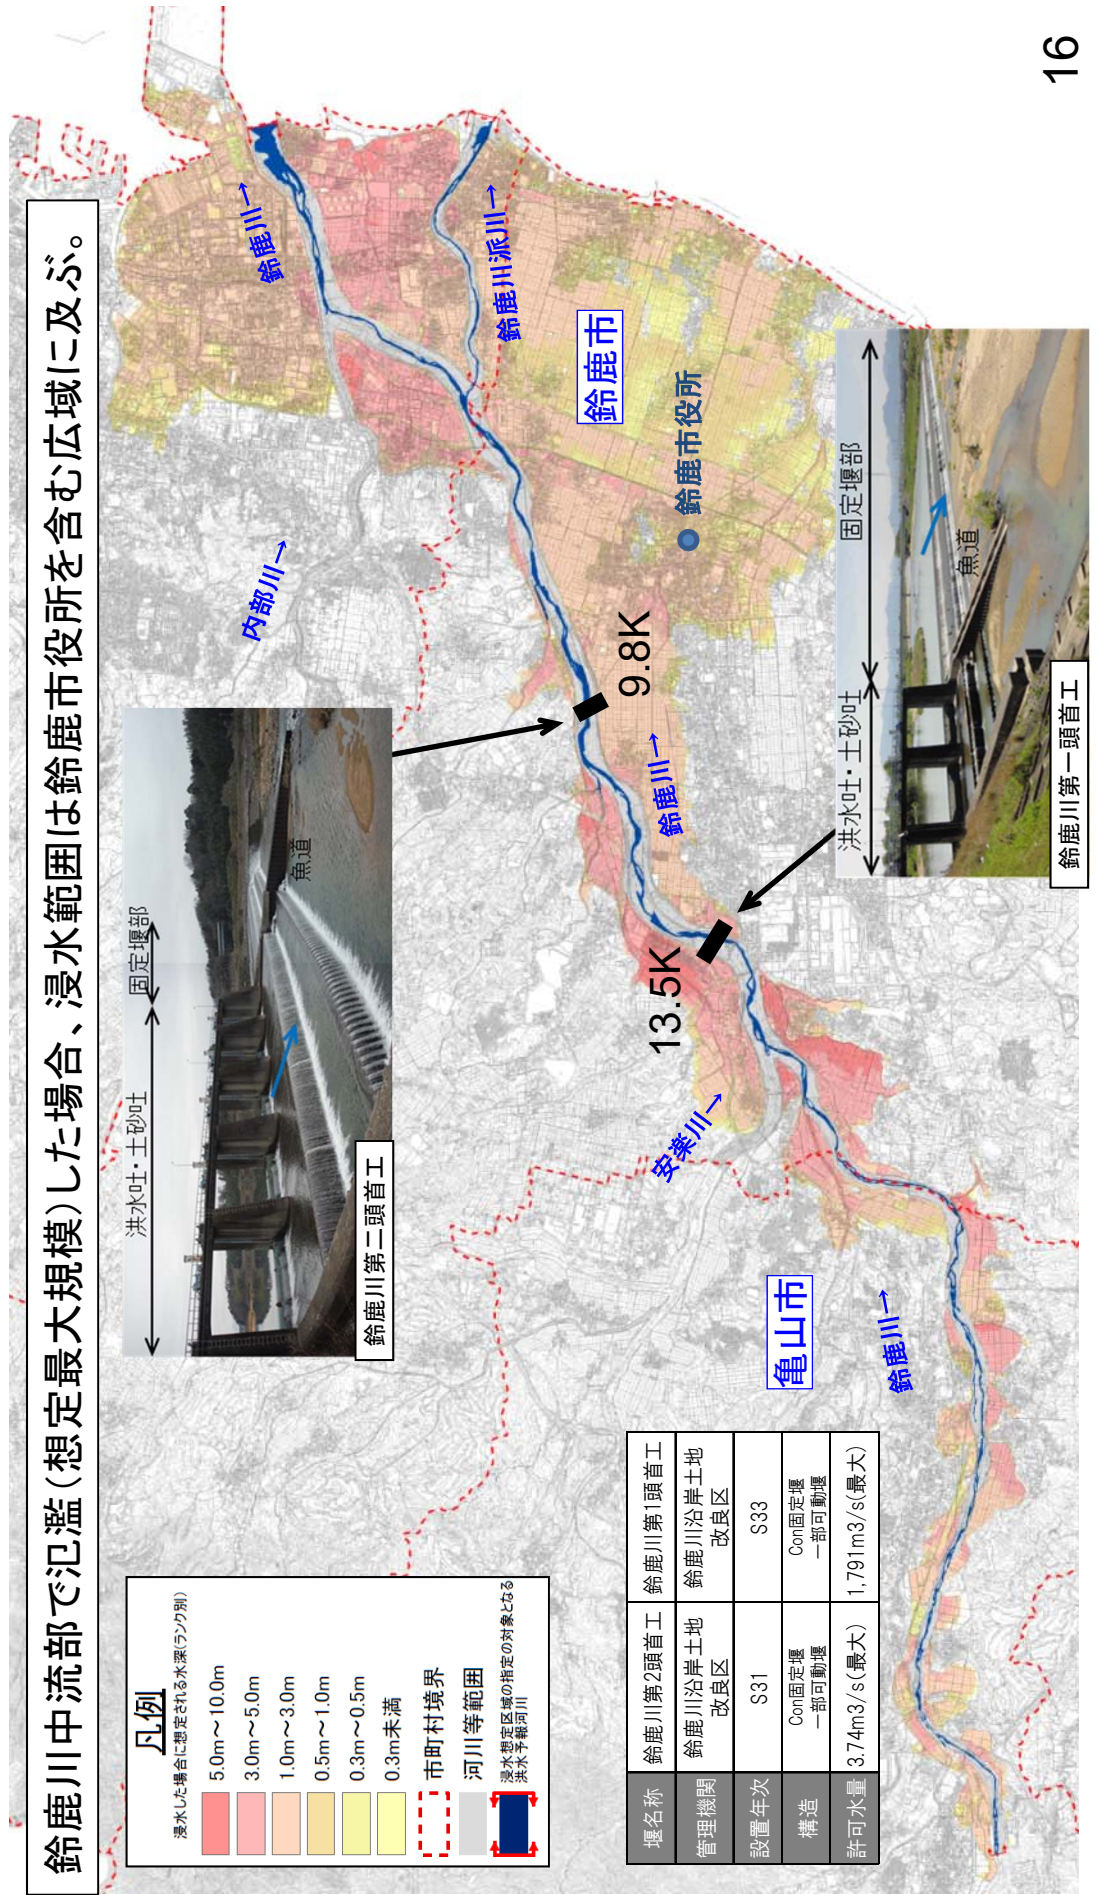 鈴鹿川中流部で氾濫（想定最大規模）した場合、浸水範囲は鈴鹿市役所を含む広域に及ぶ。
凡例
浸水した場合に想定される水深(ランク別)
5.0m～10.0m
3.0m～5.0m
1.0m～3.0m
0.5m～1.0m
0.3m～0.5m
0.3m未満
市町村境界
河川等範囲
浸水想定区域の指定の対象となる
洪水予報河川
洪水吐・土砂吐
固定堰部
魚道
鈴鹿川第二頭首工
内部川→
鈴鹿川→
鈴鹿川派川→
鈴鹿市
鈴鹿市役所
9.8K
鈴鹿川→
13.5K
安楽川→
亀山市
鈴鹿川→
洪水吐・土砂吐
固定堰部
魚道
鈴鹿川第一頭首工
堰名称 鈴鹿川第2頭首工 鈴鹿川第1頭首工
管理機関 鈴鹿川沿岸土地改良区 鈴鹿川沿岸土地改良区
設置年次 S31 S33
構造 Con固定堰一部可動堰 Con固定堰一部可動堰
許可水量 3.74m3/s(最大) 1,791m3/s(最大)
16